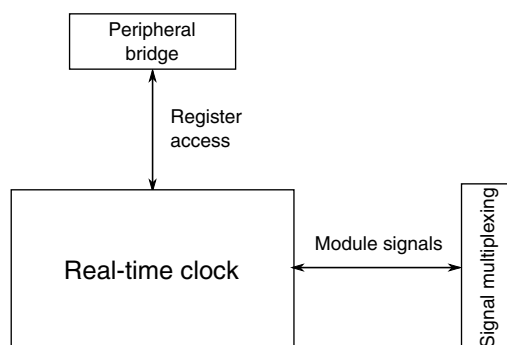 Peripheral
bridge
Register
access
Real-time clock
Module signals
Signal multiplexing